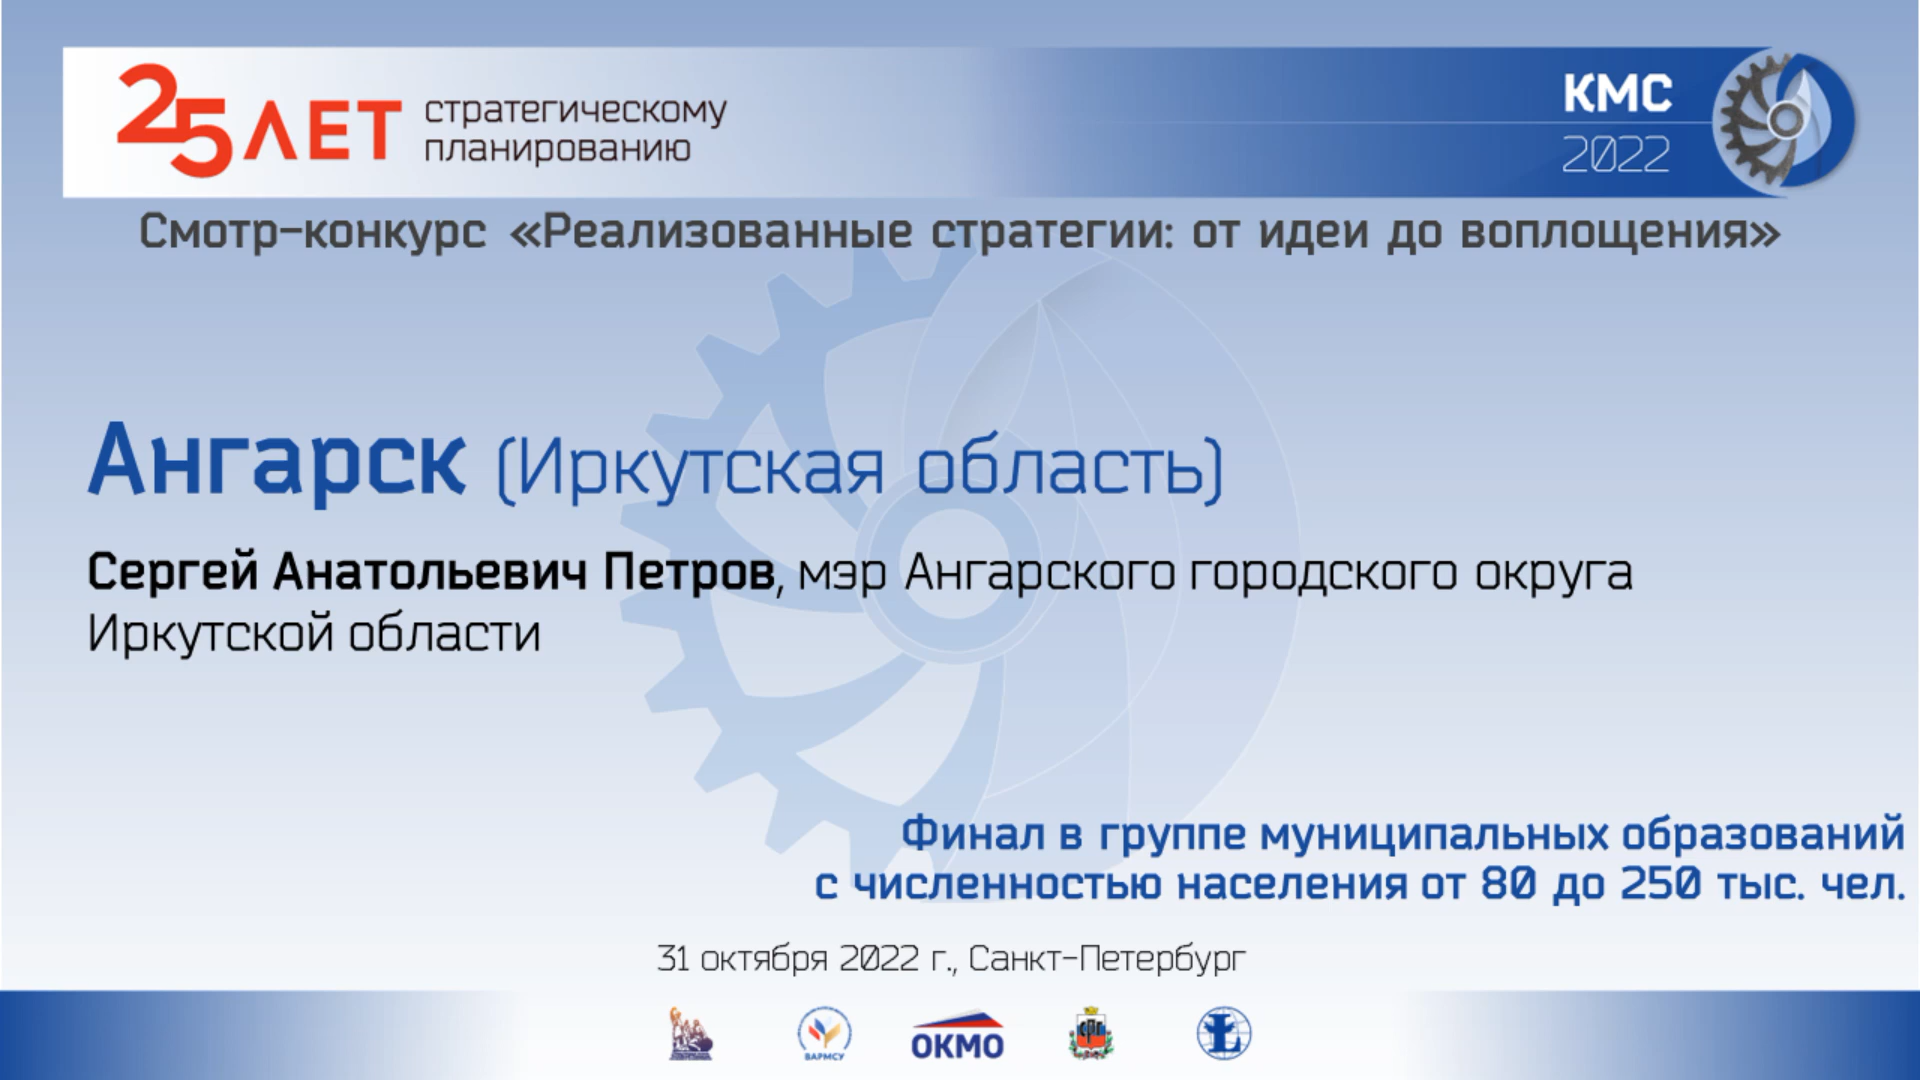 25 ЛЕТ
стратегическому
планированию
КМС
2022
Смотр-конкурс «Реализованные стратегии: от идеи до воплощения»
Ангарск (Иркутская область)
Сергей Анатольевич Петров, мэр Ангарского городского округа
Иркутской области
Финал в группе муниципальных образований
с численностью населения от 80 до 250 тыс. чел.
31 октября 2022 г., Санкт-Петербург
ВАРМСУ
ОКМО
СРГ